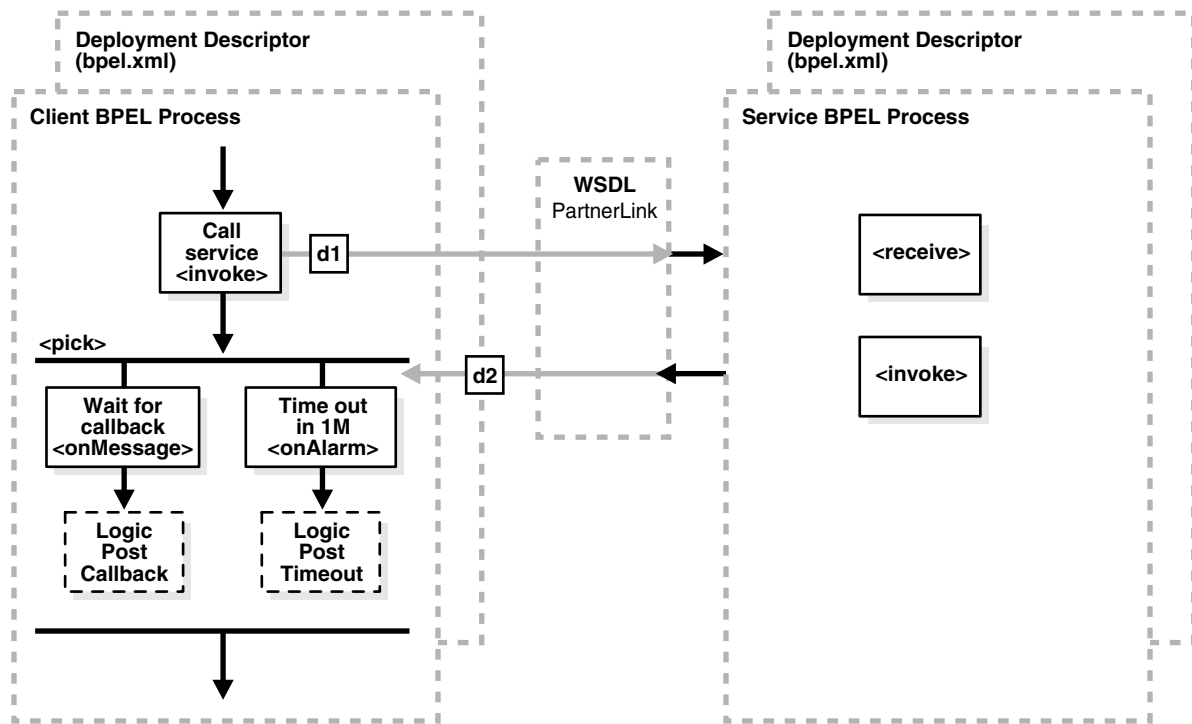 Deployment Descriptor
(bpel.xml)
Client BPEL Process
Call
service
<invoke>
d1
<pick>
Wait for
callback
<onMessage>
Time out
in 1M
<onAlarm>
Logic
Post
Callback
Logic
Post
Timeout
WSDL
PartnerLink
d2
Deployment Descriptor
(bpel.xml)
Service BPEL Process
<receive>
<invoke>